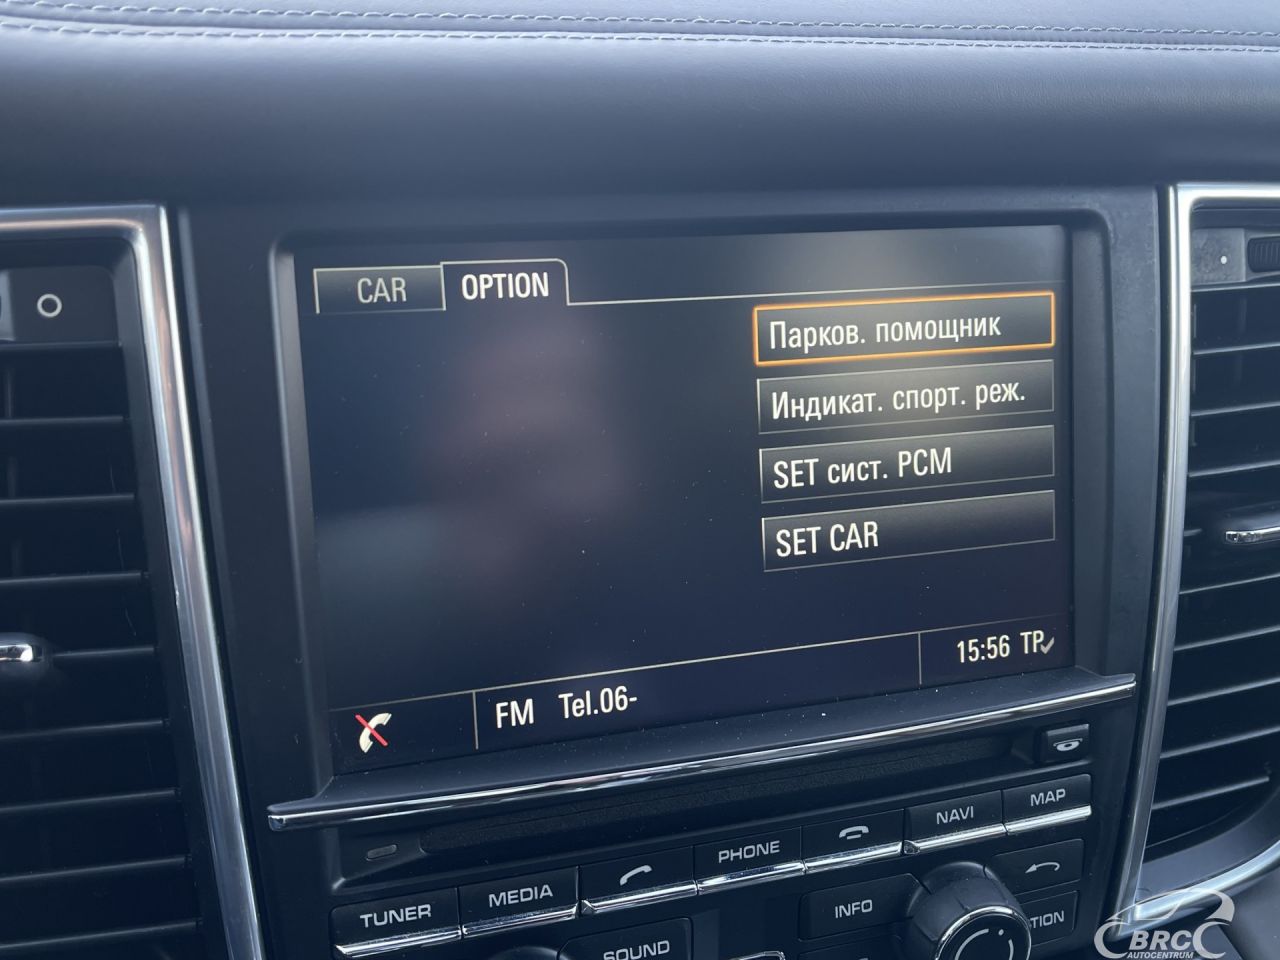 CAR
OPTION
Парков. помощник
Индикат. спорт. реж.
SET сист. PCM
SET CAR
15:56 TP
FM Tel.06-
TUNER
MEDIA
PHONE
NAVI
MAP
SOUND
INFO
TION
BRC
AUTOCENTRUM